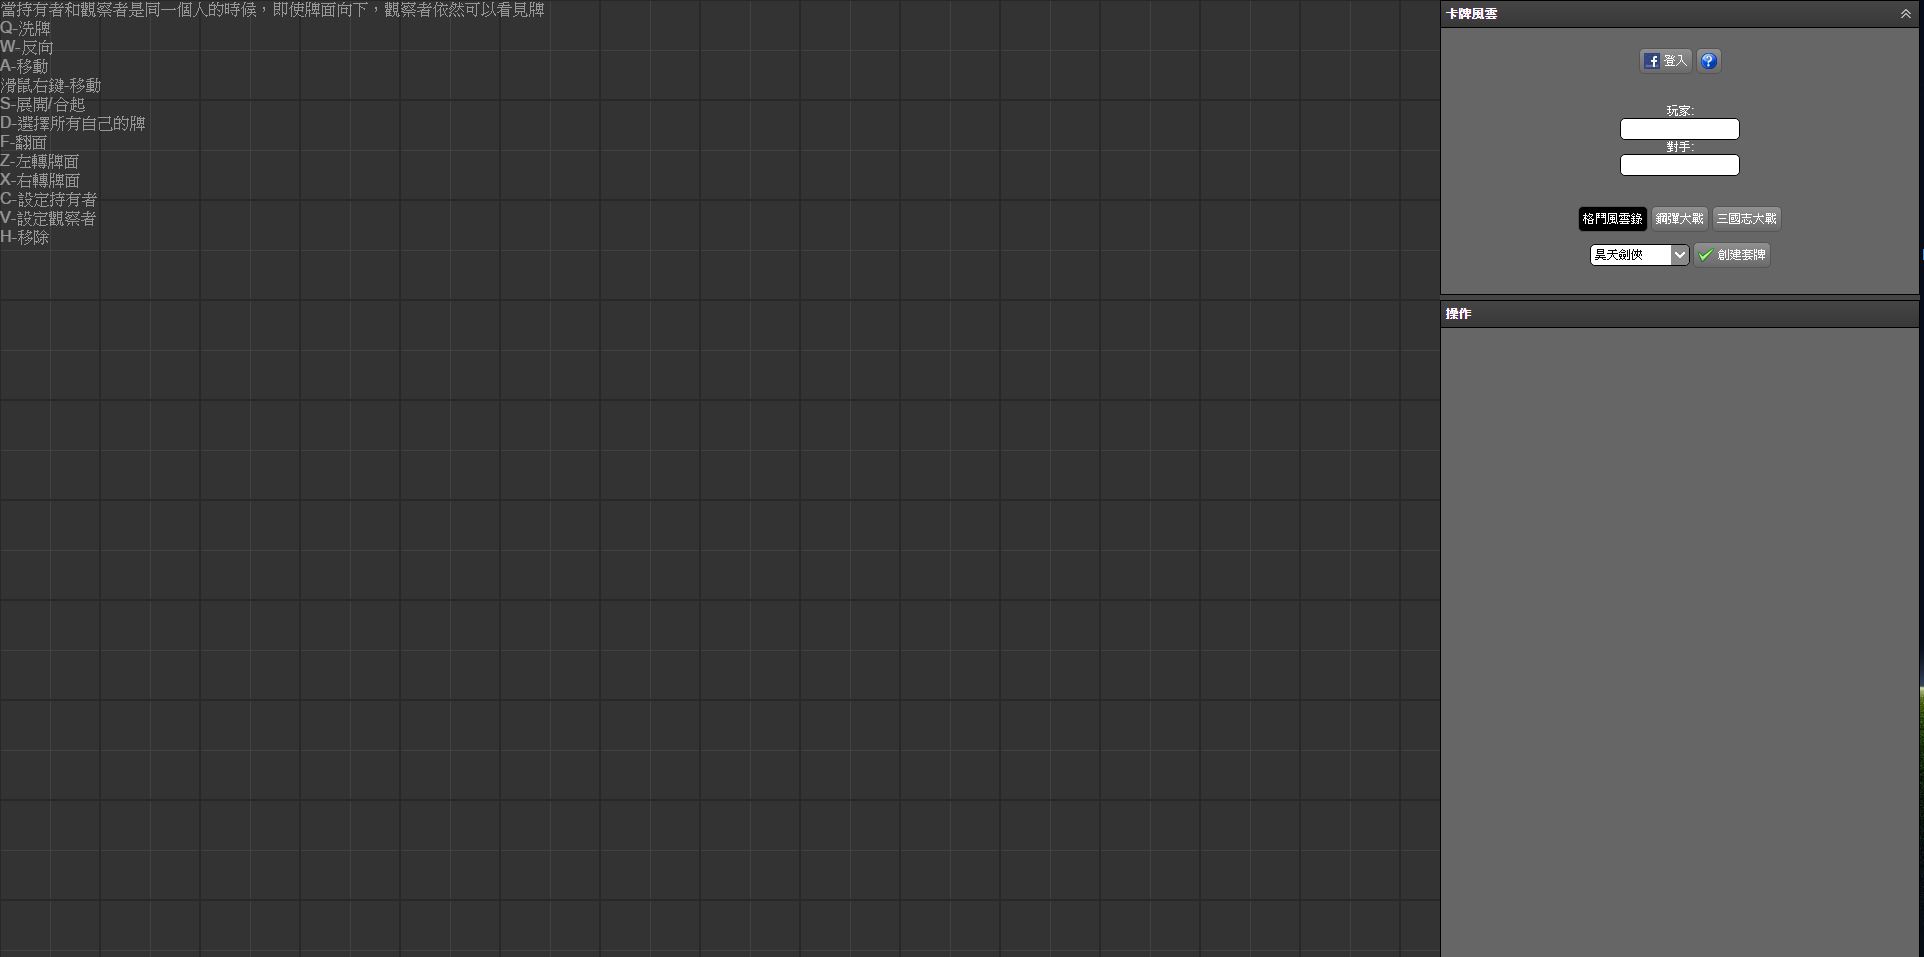 當持有者和觀察者是同一個人的時候，即使牌面向下，觀察者依然可以看見牌
Q-洗牌
W-反向
A-移動
滑鼠右鍵-移動
S-展開/合起
D-選擇所有自己的牌
F-翻面
Z-左轉牌面
X-右轉牌面
C-設定持有者
V-設定觀察者
H-移除
卡牌風雲
登入
玩家:
對手:
格鬥風雲錄 鋼彈大戰 三國志大戰
昊天劍俠 創建套牌
操作